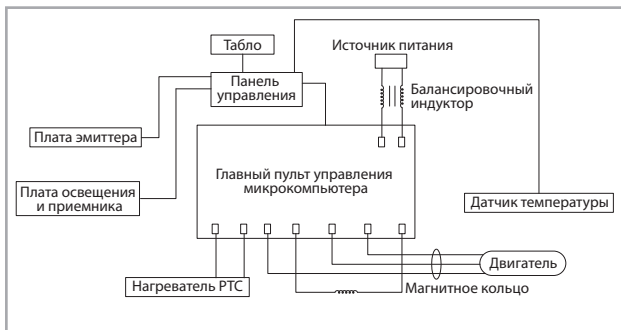 Табло
Источник питания
Панель
управления
Балансировочный
индуктор
Плата эмиттера
Главный пульт управления
микрокомпьютера
Плата освещения
и приемника
Датчик температуры
Двигатель
Нагреватель PTC
Магнитное кольцо